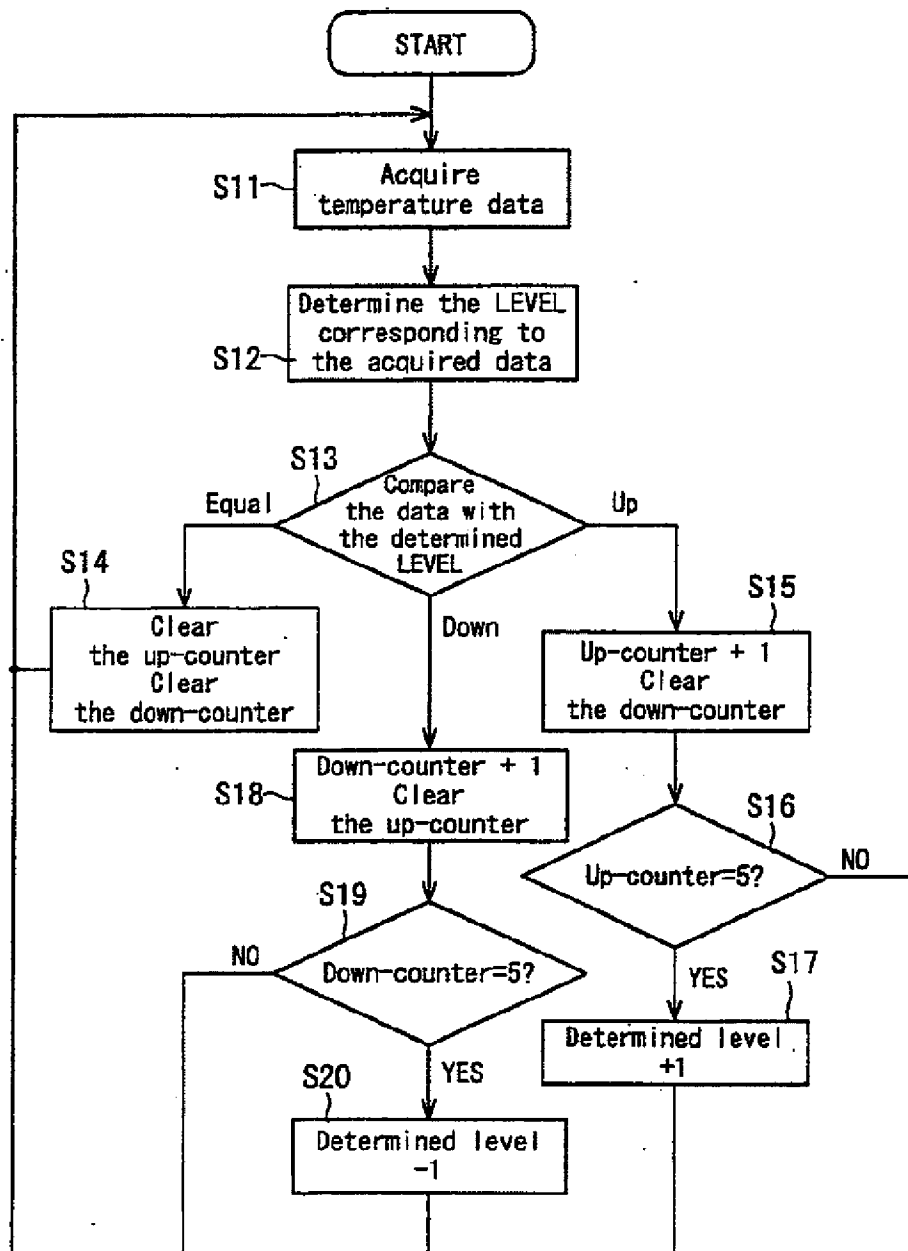 START
S11
Acquire
temperature data
S12
Determine the LEVEL
corresponding to
the acquired data
S13
Compare
the data with
the determined
LEVEL
Equal
Up
Down
S14
Clear
the up-counter
Clear
the down-counter
S15
Up-counter + 1
Clear
the down-counter
S18
Down-counter + 1
Clear
the up-counter
S16
Up-counter=5?
NO
YES
S19
Down-counter=5?
NO
YES
S17
Determined level
+1
S20
Determined level
-1